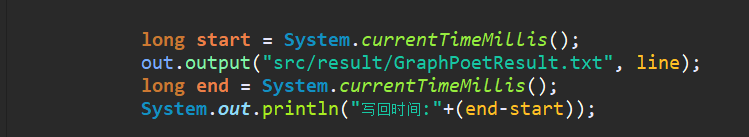 long start = System.currentTimeMillis();
out.output("src/result/GraphPoetResult.txt", line);
long end = System.currentTimeMillis();
System.out.println("写回时间:"+(end-start));